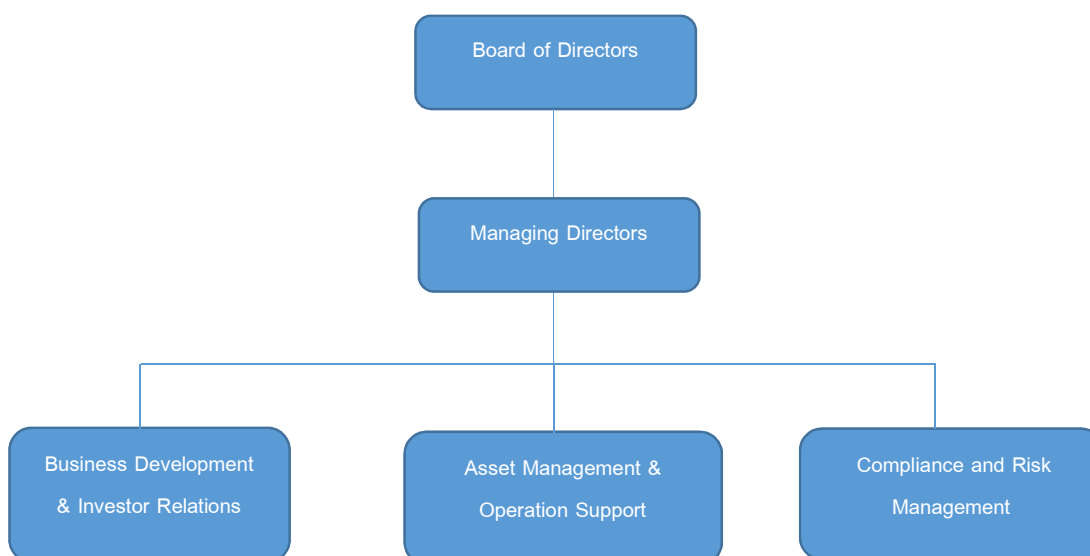 Board of Directors
Managing Directors
Business Development
& Investor Relations
Asset Management &
Operation Support
Compliance and Risk
Management